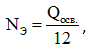 Nэ = Qосв. / 12 ,